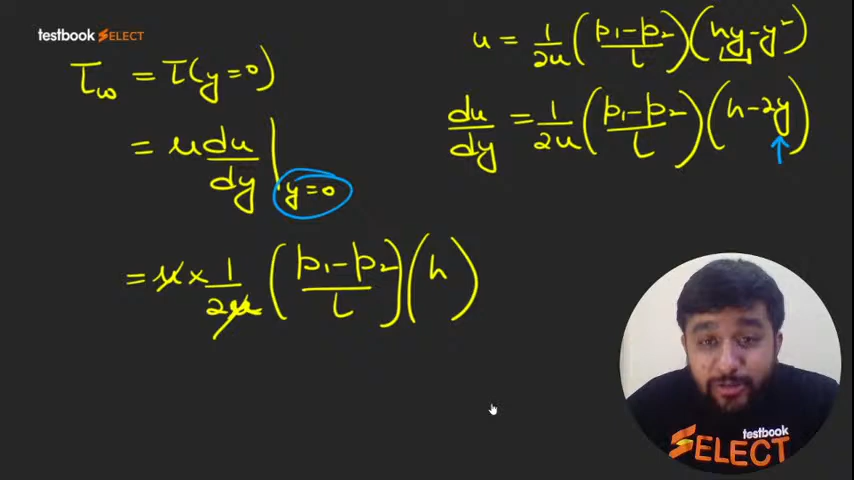 testbook SELECT
τw = τ(y=0)
= μ du/dy | y=0
= μ × 1/2μ (p₁-p₂/L) (h)
u = 1/2μ (p₁-p₂/L) (hy-y²)
du/dy = 1/2μ (p₁-p₂/L) (h-2y)
testbook
SELECT